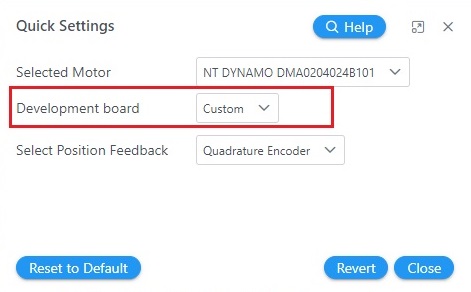 Quick Settings
Help
Selected Motor
NT DYNAMO DMA0204024B101
Development board
Custom
Select Position Feedback
Quadrature Encoder
Reset to Default
Revert
Close